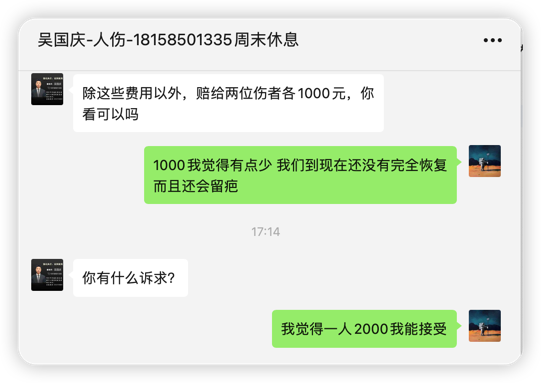 吴国庆-人伤-18158501335周末休息
除这些费用以外，赔给两位伤者各1000元，你
看可以吗
1000我觉得有点少 我们到现在还没有完全恢复
而且还会留疤
17:14
你有什么诉求?
我觉得一人2000我能接受